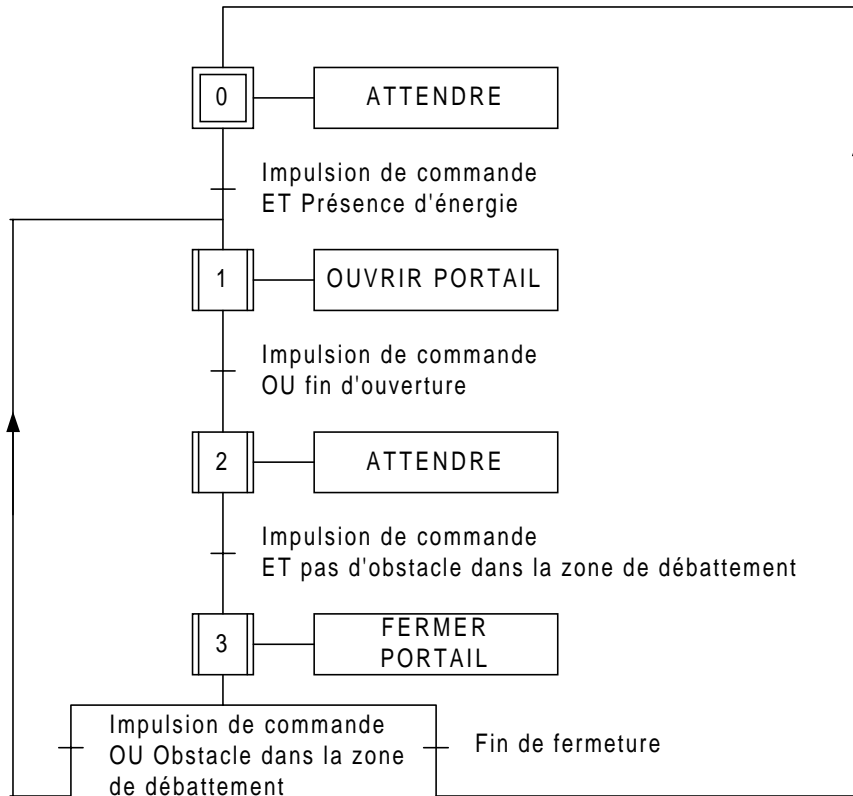 0
ATTENDRE
Impulsion de commande
ET Présence d'énergie
1
OUVRIR PORTAIL
Impulsion de commande
OU fin d'ouverture
2
ATTENDRE
Impulsion de commande
ET pas d'obstacle dans la zone de débattement
3
FERMER
PORTAIL
Impulsion de commande
OU Obstacle dans la zone
de débattement
Fin de fermeture